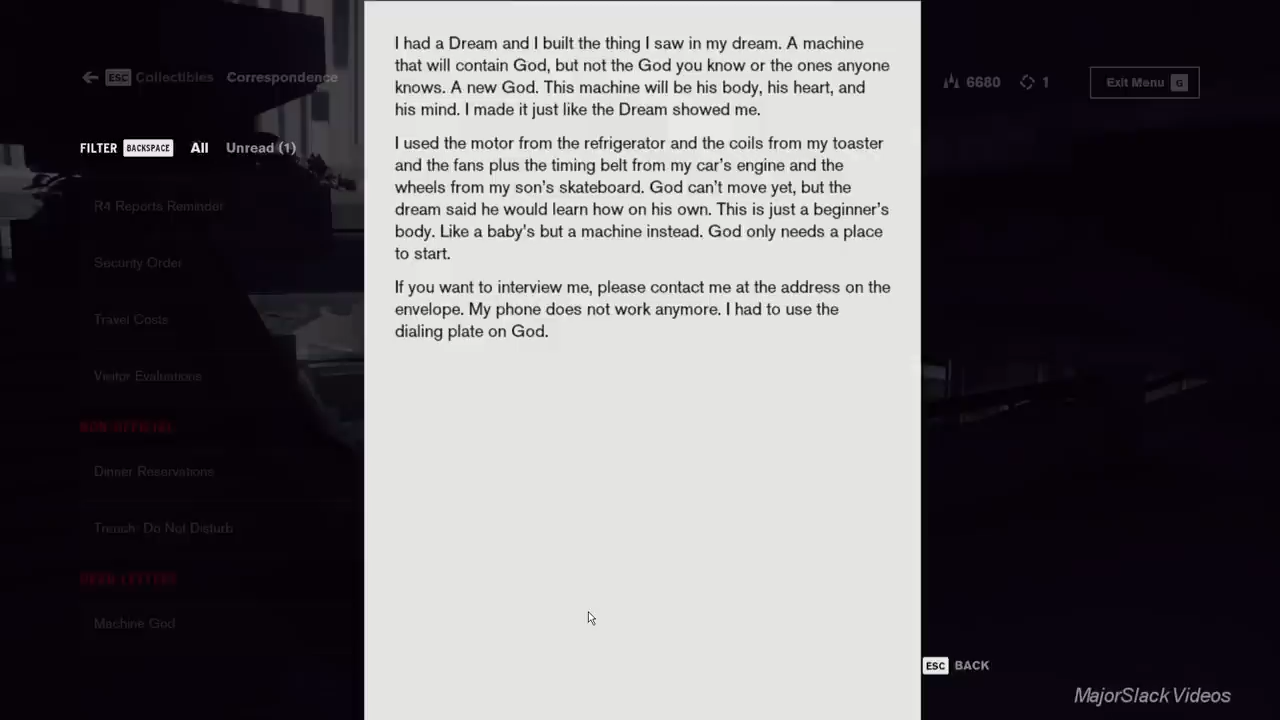 I had a Dream and I built the thing I saw in my dream. A machine
that will contain God, but not the God you know or the ones anyone
knows. A new God. This machine will be his body, his heart, and
his mind. I made it just like the Dream showed me.
I used the motor from the refrigerator and the coils from my toaster
and the fans plus the timing belt from my car's engine and the
wheels from my son's skateboard. God can't move yet, but the
dream said he would learn how on his own. This is just a beginner's
body. Like a baby's but a machine instead. God only needs a place
to start.
If you want to interview me, please contact me at the address on the
envelope. My phone does not work anymore. I had to use the
dialing plate on God.
ESC Collectibles Correspondence
6680 1 Exit Menu G
FILTER BACKSPACE All Unread (1)
R4 Reports Reminder
Security Order
Travel Costs
Visitor Evaluations
NON-OFFICIAL
Dinner Reservations
Trench: Do Not Disturb
DEAD LETTERS
Machine God
ESC BACK
MajorSlack Videos